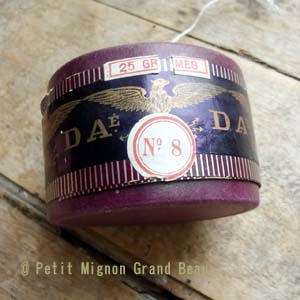 25 GR MES
D A É D A
Nº 8
© Petit Mignon Grand Beau